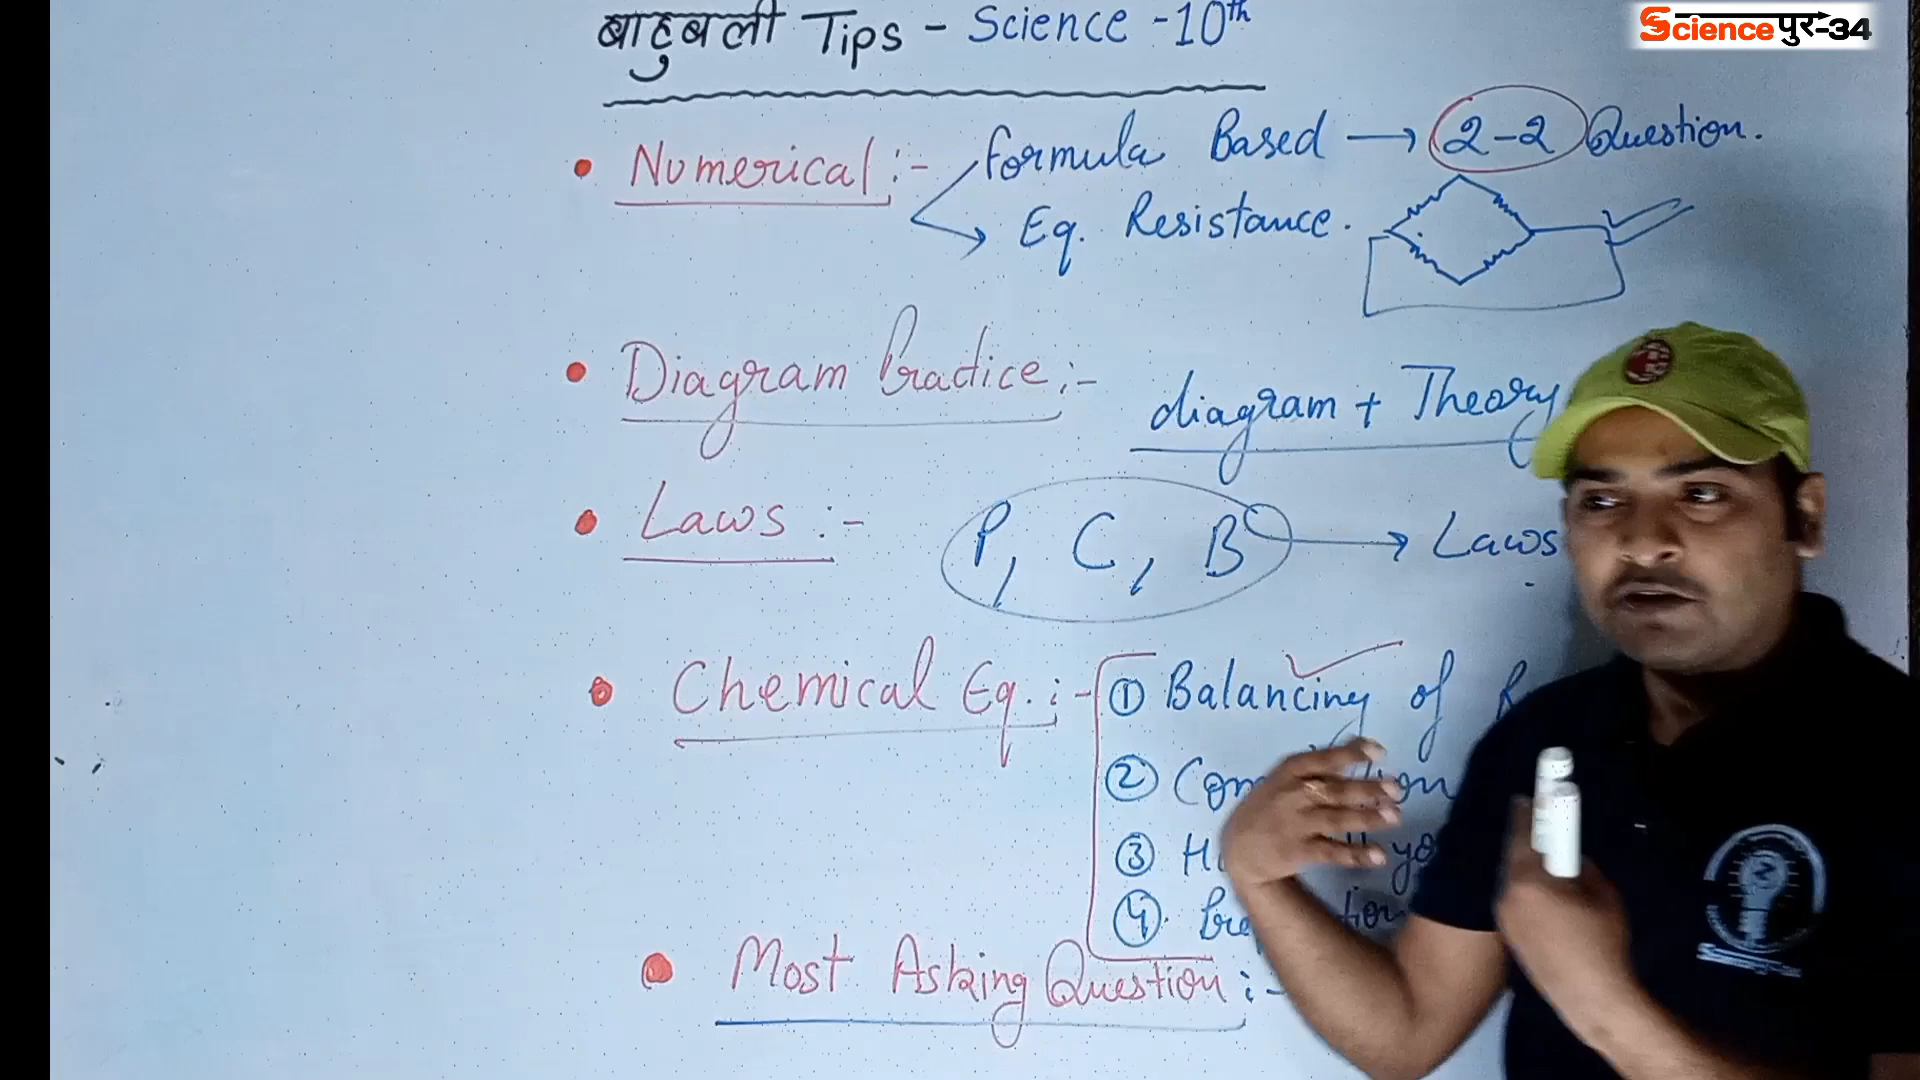 बाहुबली Tips - Science -10th
Scienceपुर-34
• Numerical :- Formula Based → 2-2 Question.
→ Eq. Resistance.
• Diagram Practice :- diagram + Theory
• Laws :- P, C, B → Laws
• Chemical Eq. :- ① Balancing of
②
③
④
• Most Asking Question :-